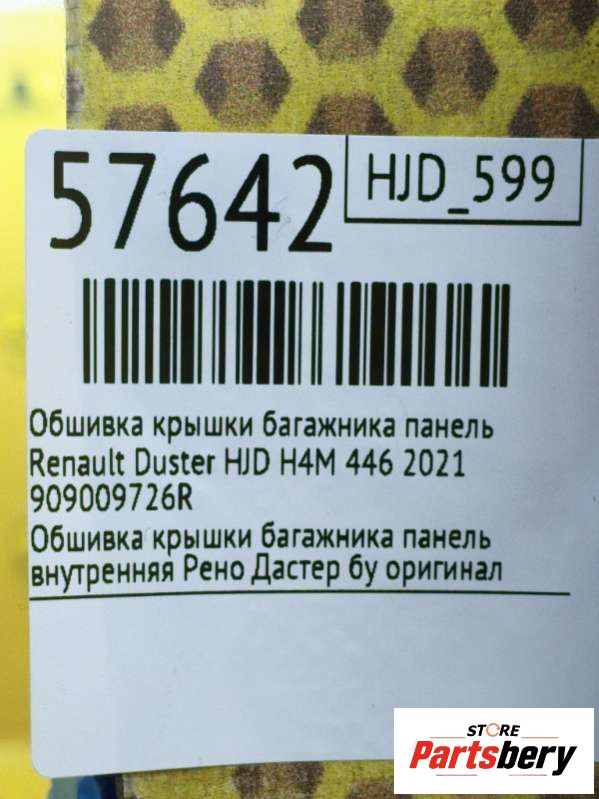 57642
HJD_599
Обшивка крышки багажника панель
Renault Duster HJD H4M 446 2021
909009726R
Обшивка крышки багажника панель
внутренняя Рено Дастер бу оригинал
STORE
Partsbery